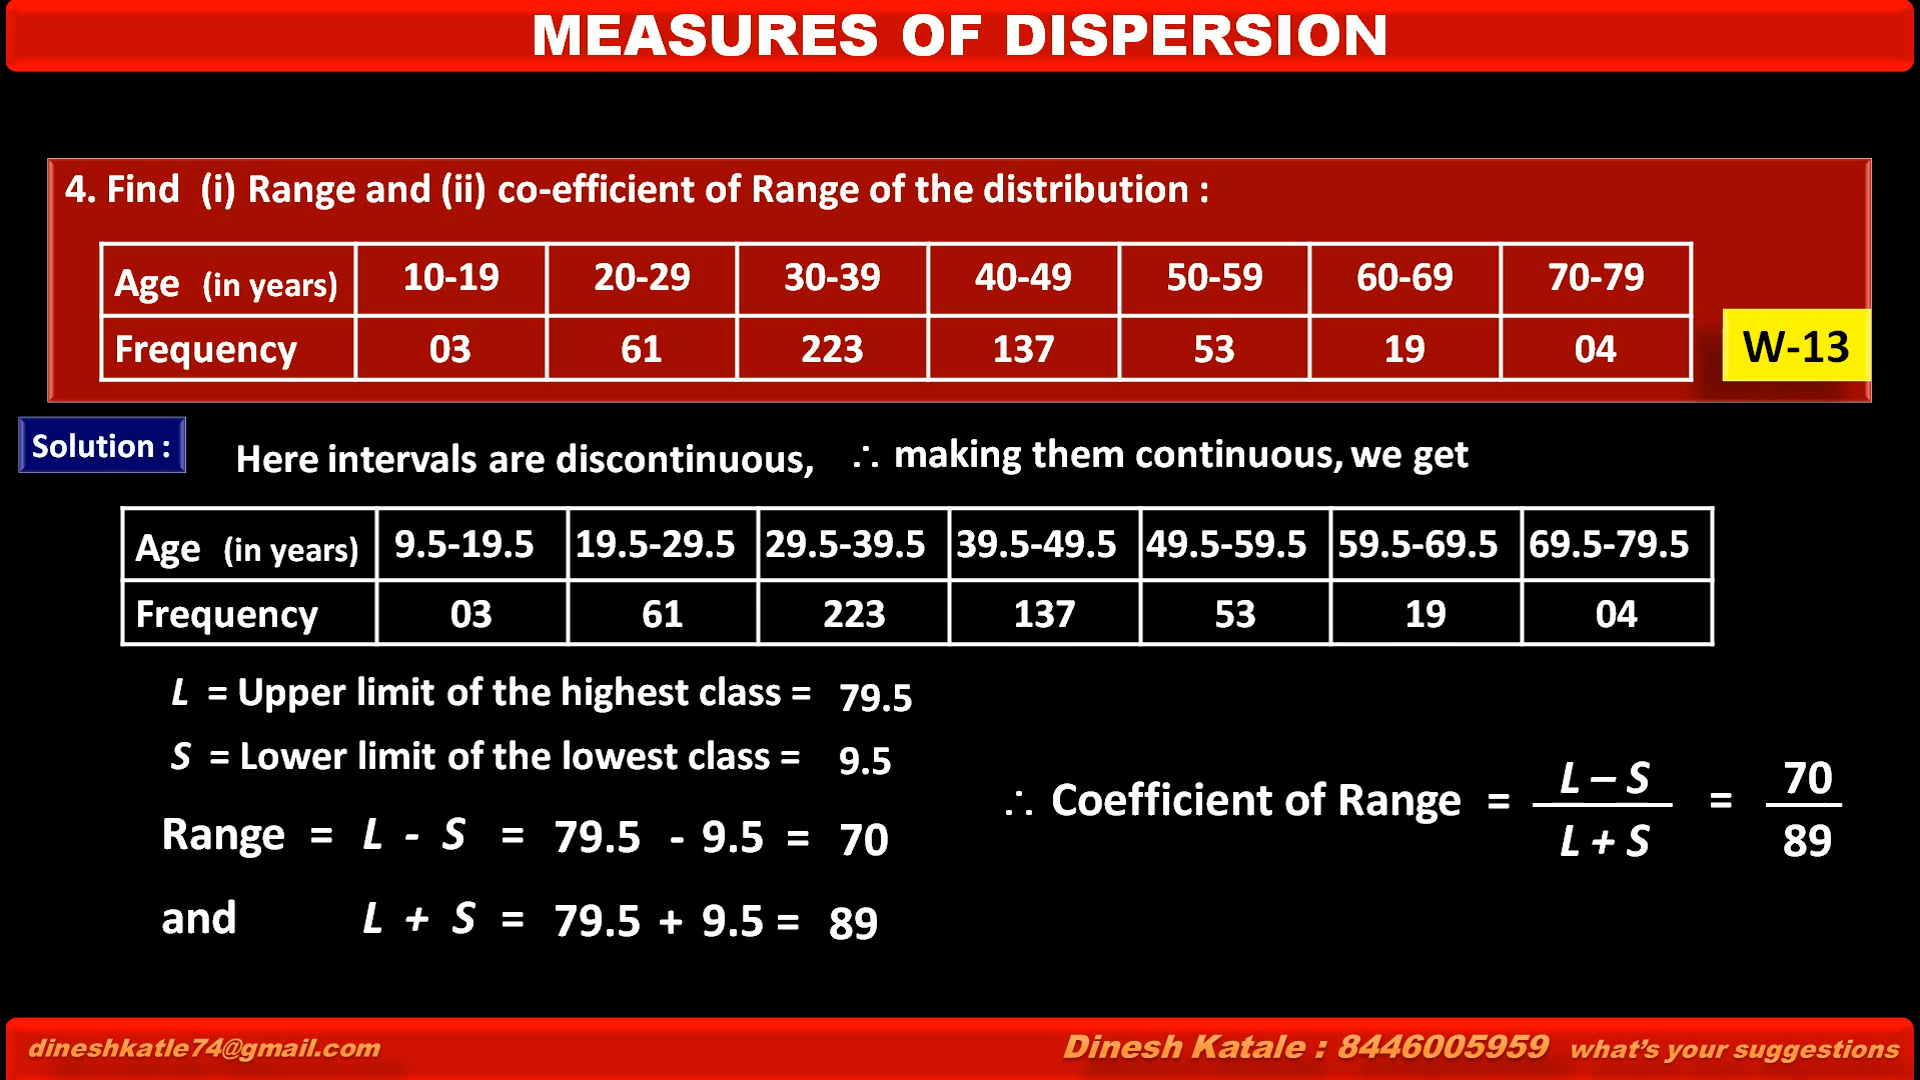 MEASURES OF DISPERSION
4. Find (i) Range and (ii) co-efficient of Range of the distribution :
Age (in years) 10-19 20-29 30-39 40-49 50-59 60-69 70-79
Frequency 03 61 223 137 53 19 04
W-13
Solution : Here intervals are discontinuous, ∴ making them continuous, we get
Age (in years) 9.5-19.5 19.5-29.5 29.5-39.5 39.5-49.5 49.5-59.5 59.5-69.5 69.5-79.5
Frequency 03 61 223 137 53 19 04
L = Upper limit of the highest class = 79.5
S = Lower limit of the lowest class = 9.5
Range = L - S = 79.5 - 9.5 = 70
and L + S = 79.5 + 9.5 = 89
∴ Coefficient of Range = L – S / L + S = 70 / 89
dineshkatle74@gmail.com Dinesh Katale : 8446005959 what's your suggestions